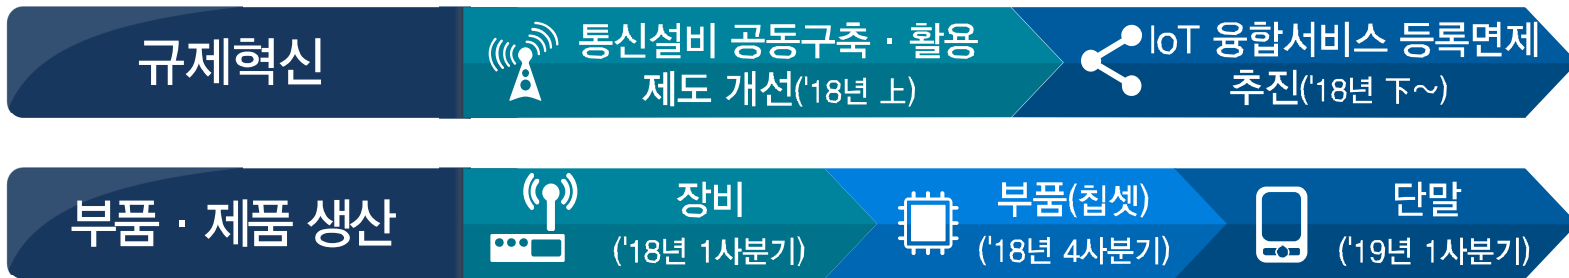 규제혁신
통신설비 공동구축 · 활용
제도 개선('18년 上)
IoT 융합서비스 등록면제
추진('18년 下~)
부품 · 제품 생산
장비
('18년 1사분기)
부품(칩셋)
('18년 4사분기)
단말
('19년 1사분기)